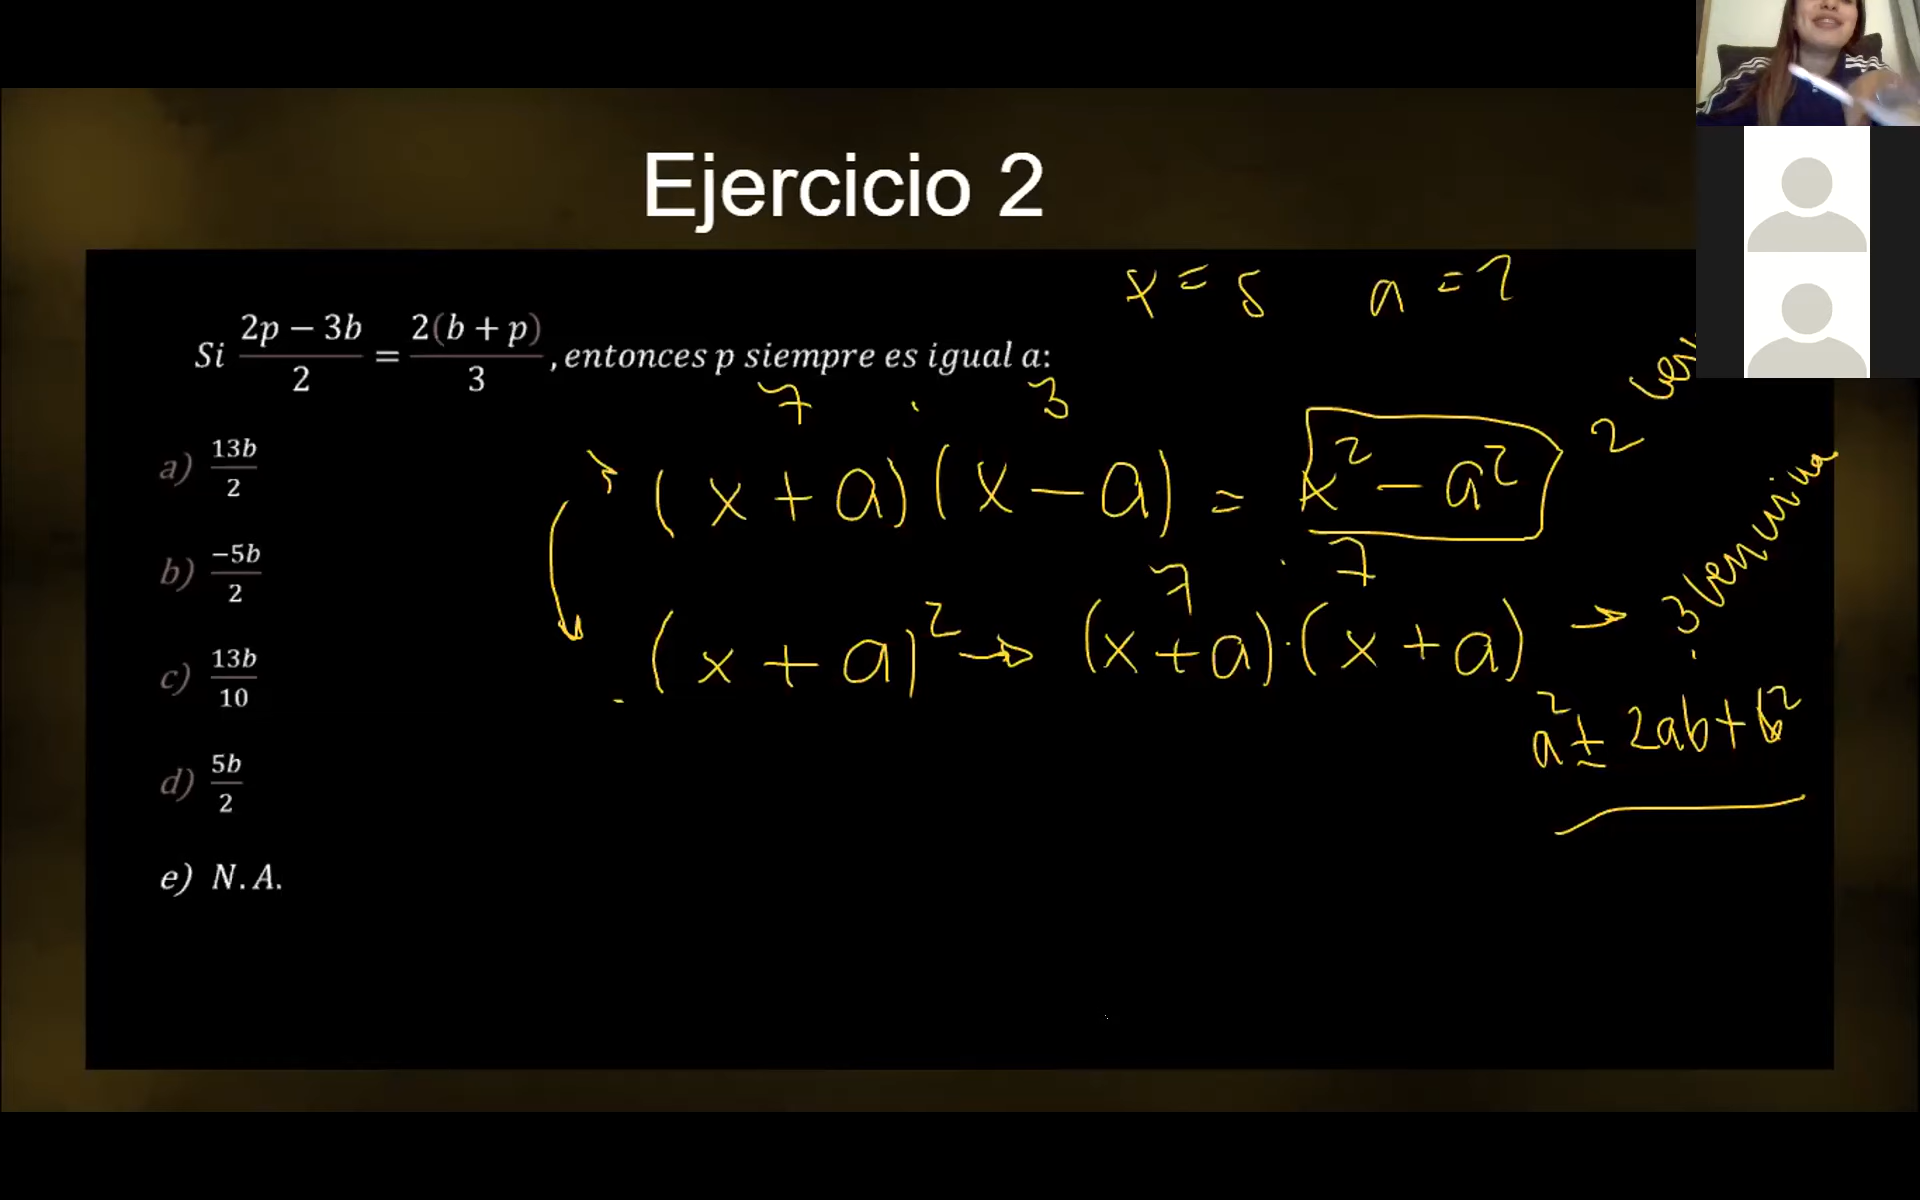 Ejercicio 2
x = 5 a = 2
Si (2p − 3b)/2 = 2(b + p)/3 , entonces p siempre es igual a:
7 · 3
(x + a)(x − a) = x² − a²
2
a) 13b/2
b) −5b/2
7 · 7
(x + a)² → (x + a)·(x + a) → 3
c) 13b/10
a² ± 2ab + b²
d) 5b/2
e) N.A.